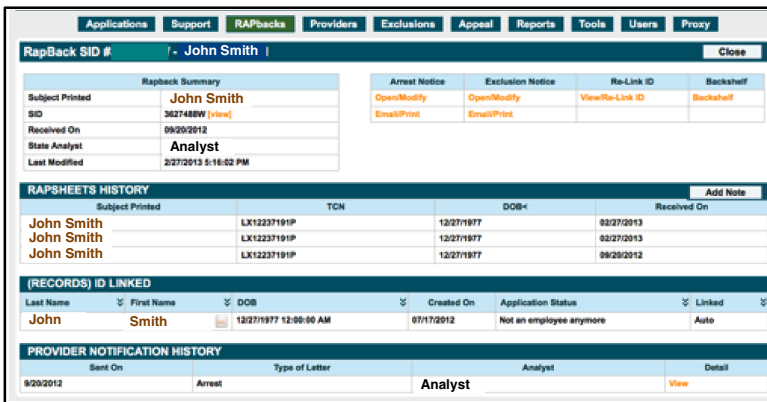 Applications Support RAPbacks Providers Exclusions Appeal Reports Tools Users Proxy
RapBack SID # - John Smith Close
Rapback Summary
Subject Printed John Smith
SID 3627488W [view]
Received On 09/20/2012
State Analyst Analyst
Last Modified 2/27/2013 5:16:02 PM
Arrest Notice Exclusion Notice Re-Link ID Backshelf
Open/Modify Open/Modify View/Re-Link ID Backshelf
Email/Print Email/Print
RAPSHEETS HISTORY Add Note
Subject Printed TCN DOB< Received On
John Smith LX12237191P 12/27/1977 02/27/2013
John Smith LX12237191P 12/27/1977 02/27/2013
John Smith LX12237191P 12/27/1977 09/20/2012
(RECORDS) ID LINKED
Last Name First Name DOB Created On Application Status Linked
John Smith 12/27/1977 12:00:00 AM 07/17/2012 Not an employee anymore Auto
PROVIDER NOTIFICATION HISTORY
Sent On Type of Letter Analyst Detail
9/20/2012 Arrest Analyst View